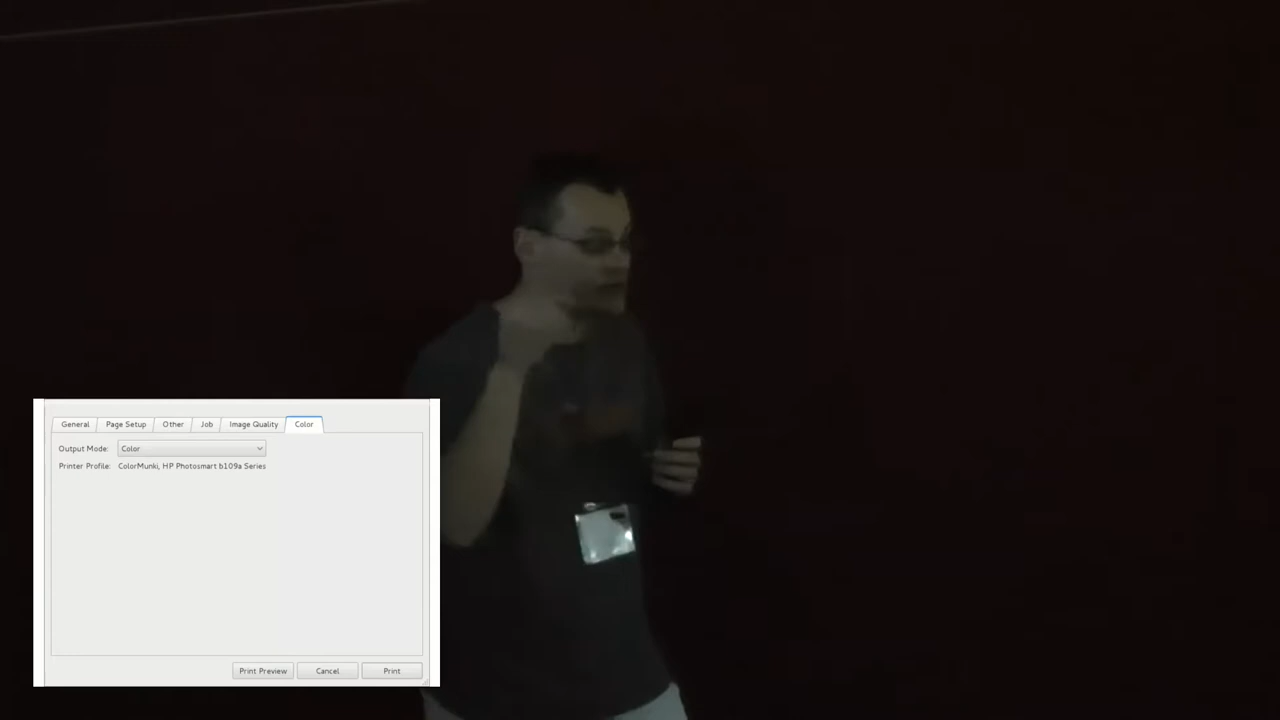 General Page Setup Other Job Image Quality Color
Output Mode: Color
Printer Profile: ColorMunki, HP Photosmart b109a Series
Print Preview Cancel Print